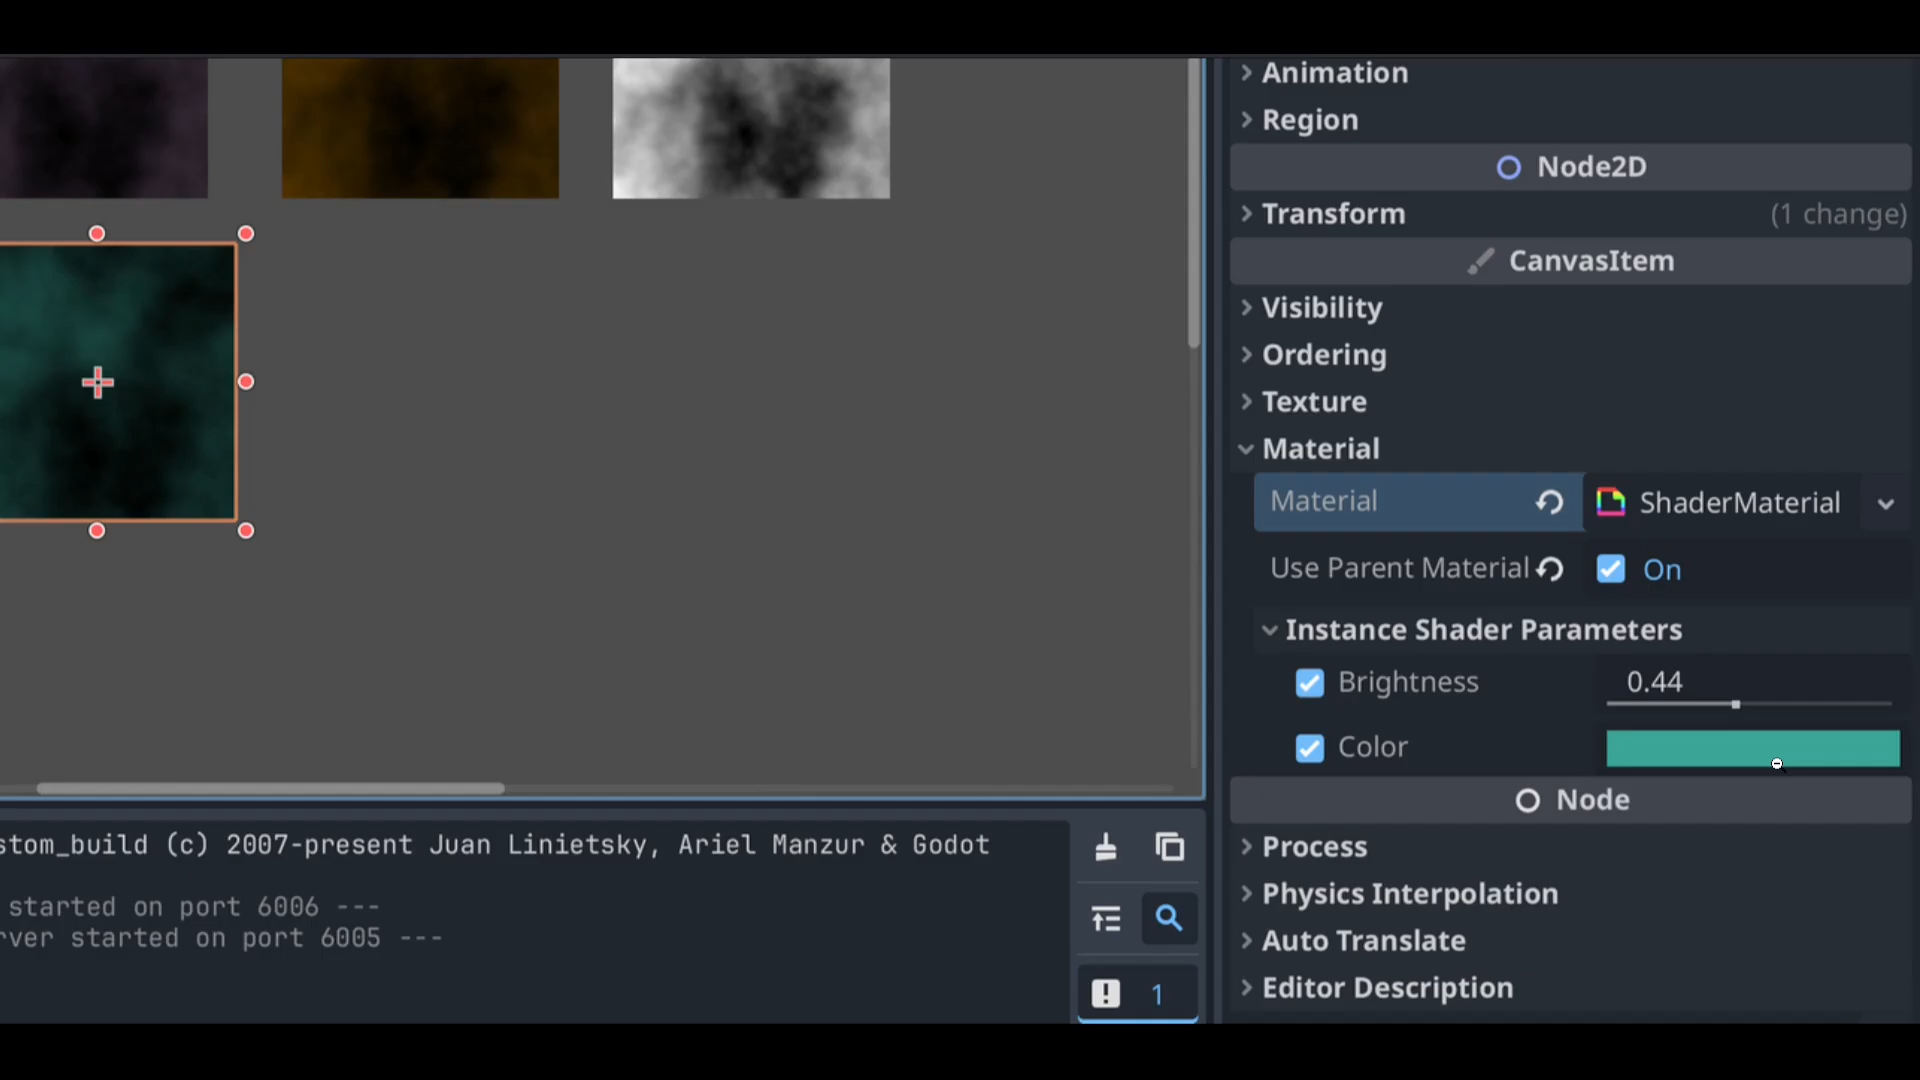 Animation
Region
Node2D
Transform (1 change)
CanvasItem
Visibility
Ordering
Texture
Material
Material ShaderMaterial
Use Parent Material On
Instance Shader Parameters
Brightness 0.44
Color
Node
Process
Physics Interpolation
Auto Translate
Editor Description
stom_build (c) 2007-present Juan Linietsky, Ariel Manzur & Godot
started on port 6006 ---
rver started on port 6005 ---
1